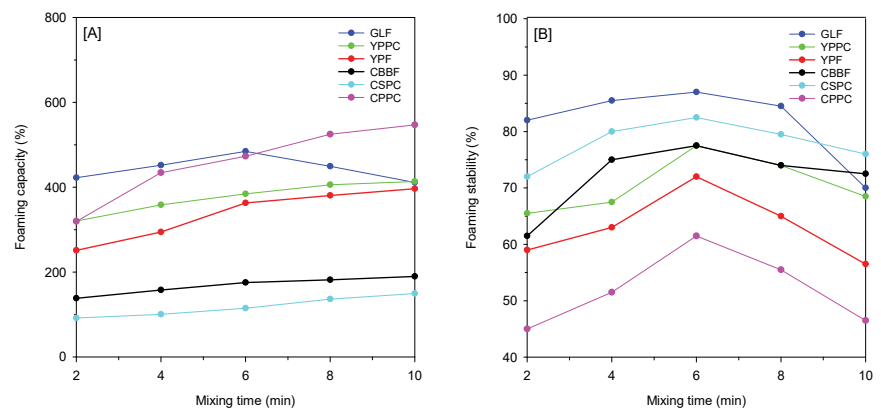 [A]
GLF
YPPC
YPF
CBBF
CSPC
CPPC
800
600
400
200
0
2 4 6 8 10
Foaming capacity (%)
Mixing time (min)
[B]
GLF
YPPC
YPF
CBBF
CSPC
CPPC
100
90
80
70
60
50
40
2 4 6 8 10
Foaming stability (%)
Mixing time (min)